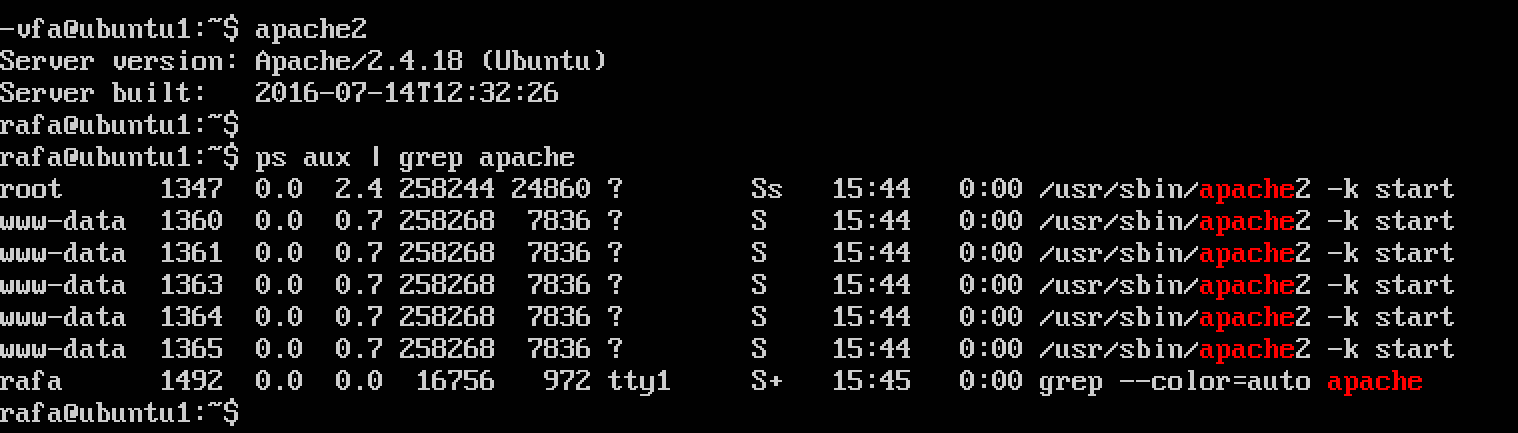 -vfa@ubuntu1:~$ apache2
Server version: Apache/2.4.18 (Ubuntu)
Server built:   2016-07-14T12:32:26
rafa@ubuntu1:~$
rafa@ubuntu1:~$ ps aux | grep apache
root      1347  0.0  2.4 258244 24860 ?        Ss   15:44   0:00 /usr/sbin/apache2 -k start
www-data  1360  0.0  0.7 258268  7836 ?        S    15:44   0:00 /usr/sbin/apache2 -k start
www-data  1361  0.0  0.7 258268  7836 ?        S    15:44   0:00 /usr/sbin/apache2 -k start
www-data  1363  0.0  0.7 258268  7836 ?        S    15:44   0:00 /usr/sbin/apache2 -k start
www-data  1364  0.0  0.7 258268  7836 ?        S    15:44   0:00 /usr/sbin/apache2 -k start
www-data  1365  0.0  0.7 258268  7836 ?        S    15:44   0:00 /usr/sbin/apache2 -k start
rafa      1492  0.0  0.0  16756   972 tty1     S+   15:45   0:00 grep --color=auto apache
rafa@ubuntu1:~$